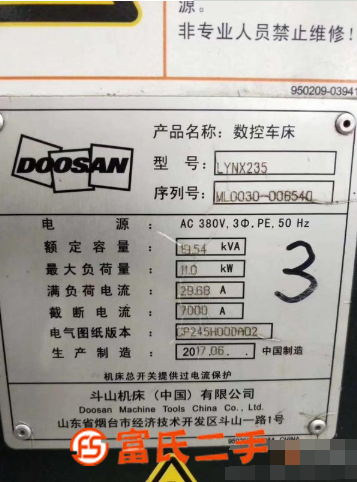 源。
非专业人员禁止维修!
950209-03941
DOOSAN
产品名称: 数控车床
型 号: LYNX235
序列号: ML0030-006540
电 源: AC 380V, 3Φ, PE, 50 Hz
额定容量: 19.54 kVA
最大负荷量: 11.0 kW
满负荷电流: 29.68 A
截断电流: 7000 A
电气图纸版本:
生产制造: 2017.06. 中国制造
3
机床总开关提供过电流保护
斗山机床(中国)有限公司
Doosan Machine Tools China Co., Ltd.
山东省烟台市经济技术开发区斗山一路1号
富氏二手